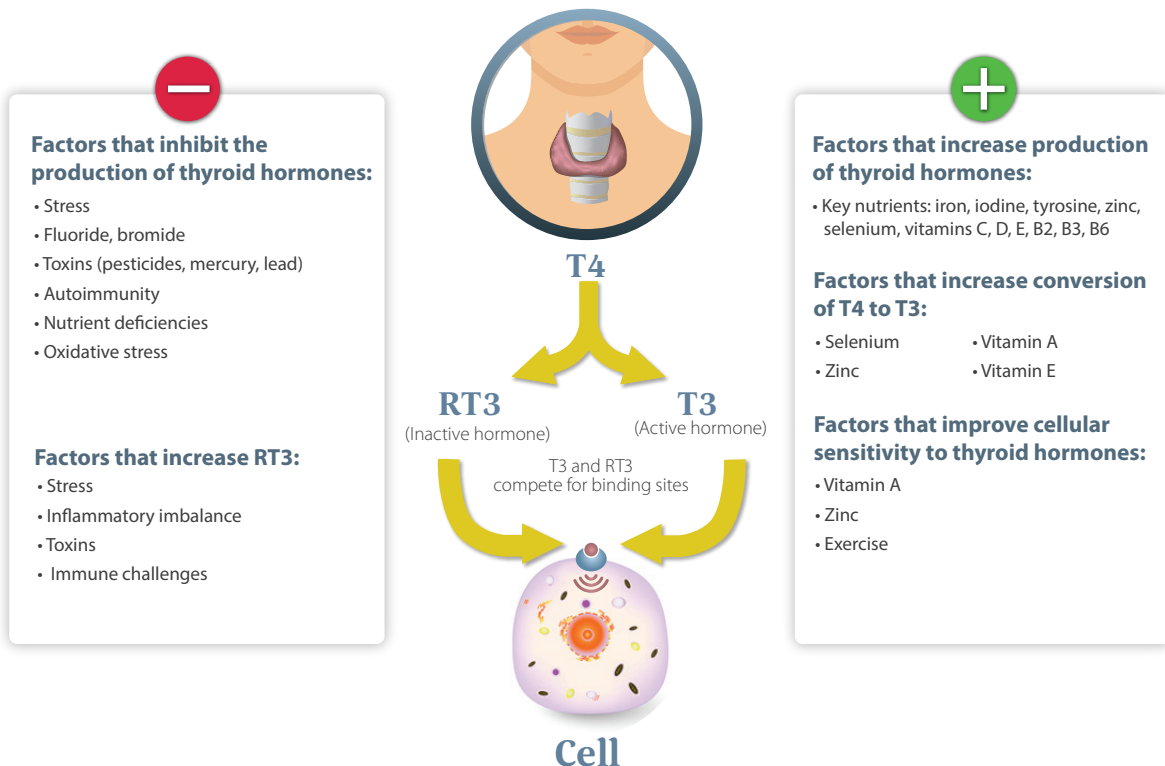 Factors that inhibit the
production of thyroid hormones:
• Stress
• Fluoride, bromide
• Toxins (pesticides, mercury, lead)
• Autoimmunity
• Nutrient deficiencies
• Oxidative stress
Factors that increase RT3:
• Stress
• Inflammatory imbalance
• Toxins
• Immune challenges
T4
RT3
(Inactive hormone)
T3
(Active hormone)
T3 and RT3
compete for binding sites
Cell
Factors that increase production
of thyroid hormones:
• Key nutrients: iron, iodine, tyrosine, zinc,
selenium, vitamins C, D, E, B2, B3, B6
Factors that increase conversion
of T4 to T3:
• Selenium
• Zinc
• Vitamin A
• Vitamin E
Factors that improve cellular
sensitivity to thyroid hormones:
• Vitamin A
• Zinc
• Exercise